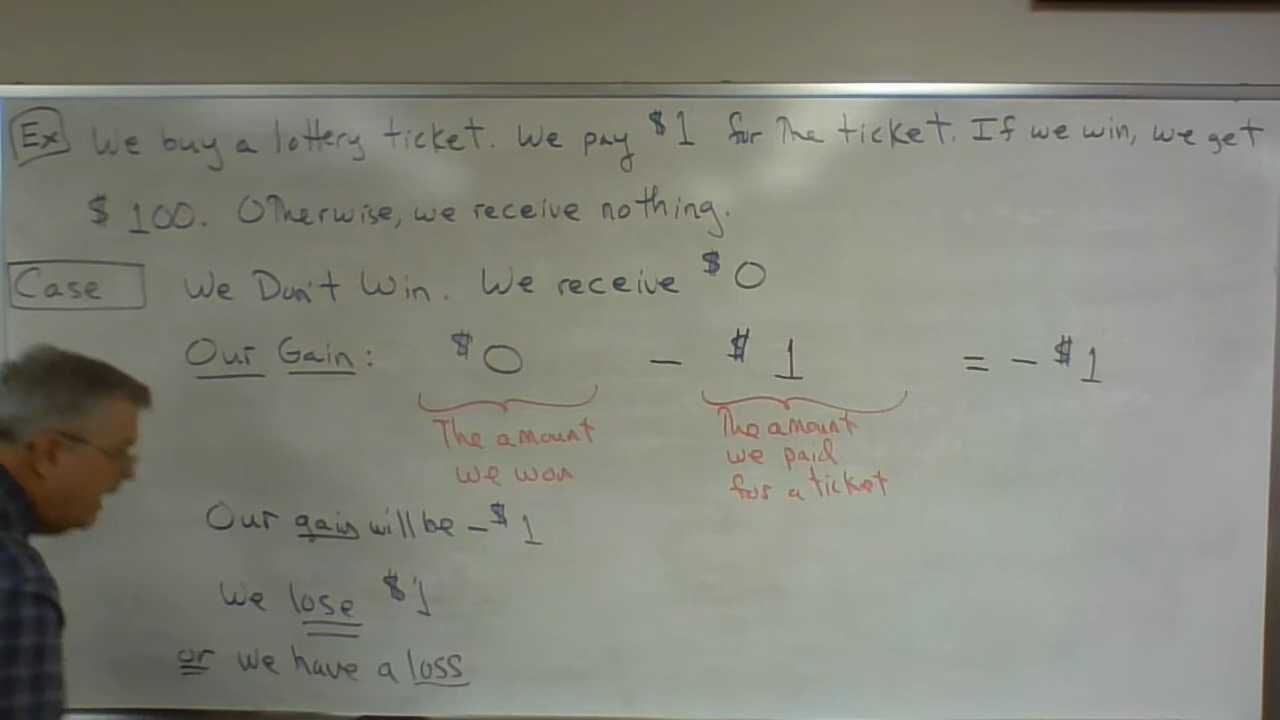 Ex We buy a lottery ticket. We pay $1 for The ticket. If we win, we get
$100. Otherwise, we receive nothing.
Case We Don't Win. We receive $0
Our Gain: $0 - $1 = - $1
The amount we won
The amount we paid for a ticket
Our gain will be -$1
We lose $1
or we have a loss